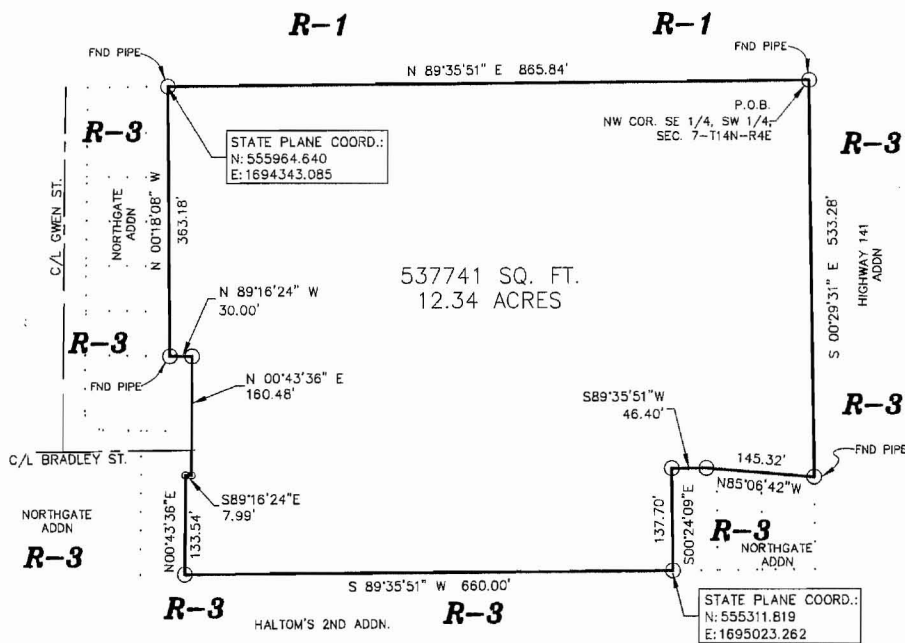 R-1
R-1
FND PIPE
FND PIPE
N 89°35'51" E 865.84'
P.O.B.
NW COR. SE 1/4, SW 1/4,
SEC. 7-T14N-R4E
R-3
STATE PLANE COORD.:
N: 555964.640
E: 1694343.085
R-3
C/L GWEN ST.
NORTHGATE
ADDN
N 00°18'08" W
363.18'
537741 SQ. FT.
12.34 ACRES
S 00°29'31" E 533.28'
HIGHWAY 141
ADDN
N 89°16'24" W
30.00'
R-3
FND PIPE
N 00°43'36" E
160.48'
S89°35'51"W
46.40'
R-3
C/L BRADLEY ST.
145.32'
N85°06'42"W
FND PIPE
S89°16'24"E
7.99'
NORTHGATE
ADDN
R-3
N00°43'36"E
133.54'
137.70'
S00°24'09"E
R-3
NORTHGATE
ADDN
S 89°35'51" W 660.00'
R-3
R-3
HALTOM'S 2ND ADDN.
STATE PLANE COORD.:
N: 555311.819
E: 1695023.262